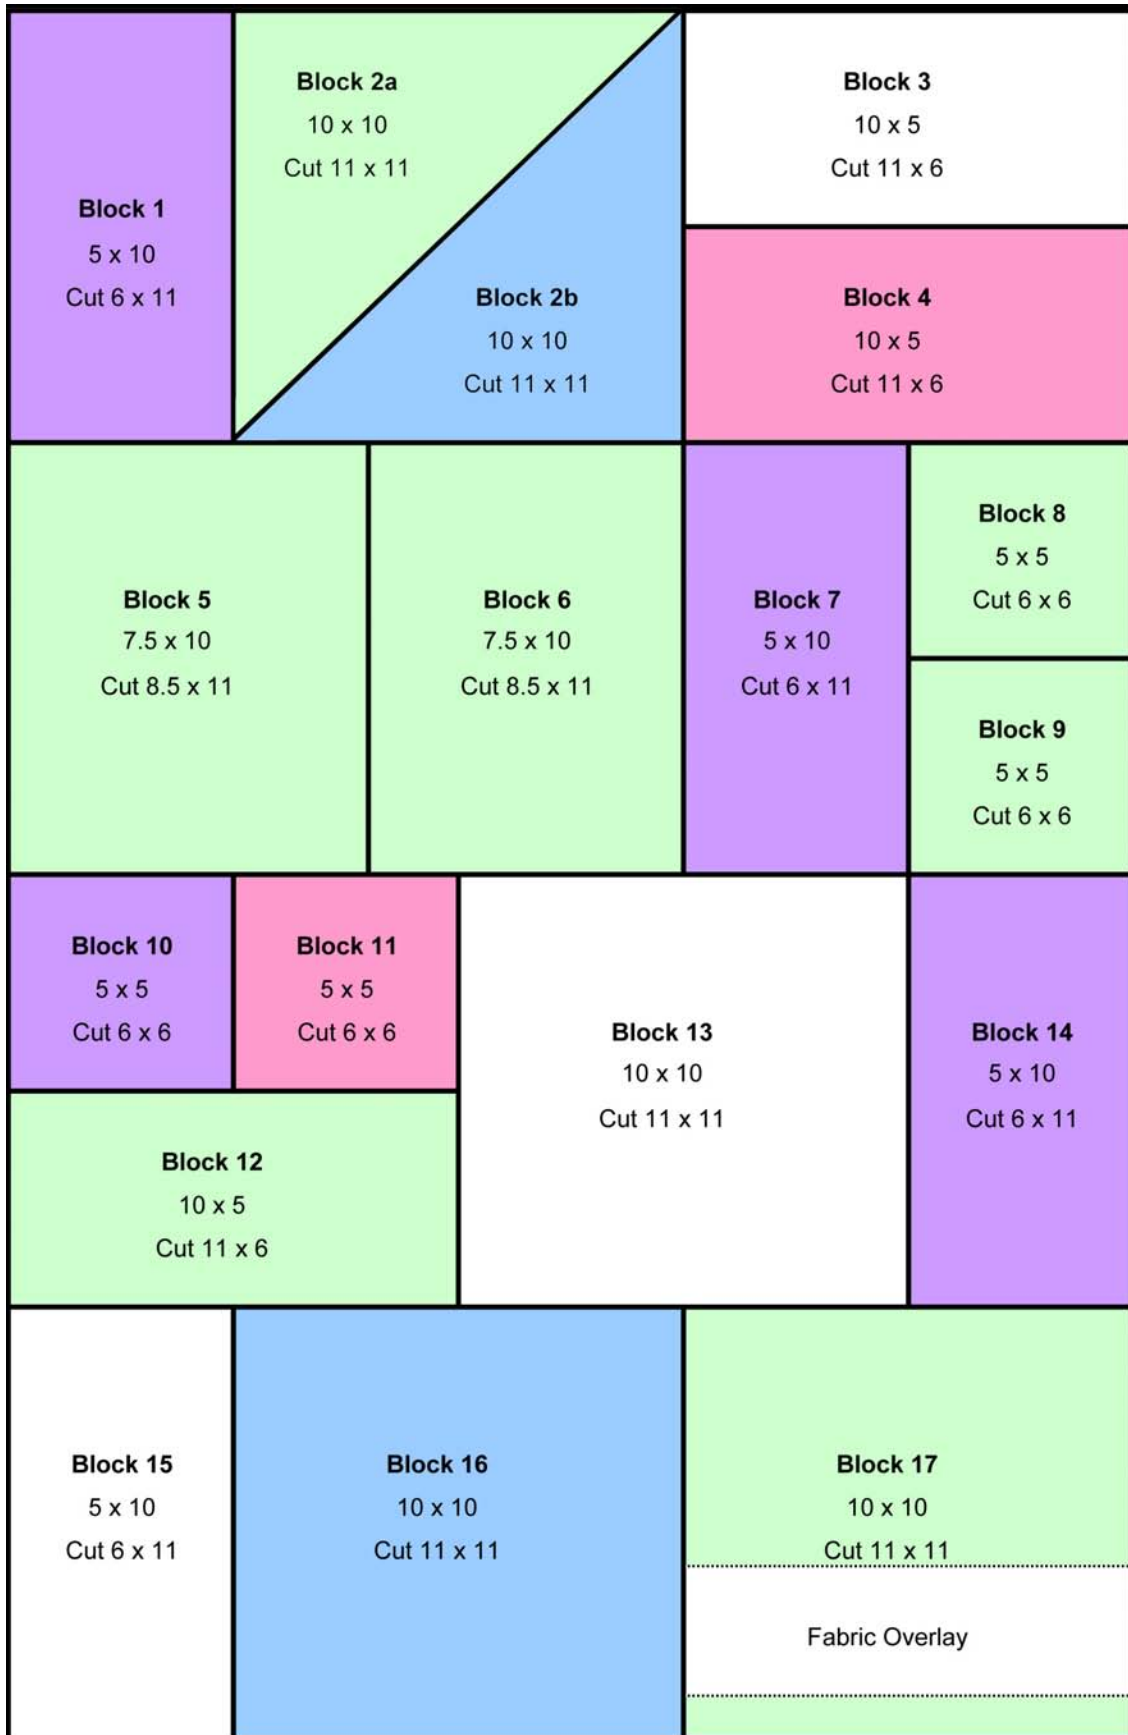 Block 1
5 x 10
Cut 6 x 11
Block 2a
10 x 10
Cut 11 x 11
Block 2b
10 x 10
Cut 11 x 11
Block 3
10 x 5
Cut 11 x 6
Block 4
10 x 5
Cut 11 x 6
Block 5
7.5 x 10
Cut 8.5 x 11
Block 6
7.5 x 10
Cut 8.5 x 11
Block 7
5 x 10
Cut 6 x 11
Block 8
5 x 5
Cut 6 x 6
Block 9
5 x 5
Cut 6 x 6
Block 10
5 x 5
Cut 6 x 6
Block 11
5 x 5
Cut 6 x 6
Block 12
10 x 5
Cut 11 x 6
Block 13
10 x 10
Cut 11 x 11
Block 14
5 x 10
Cut 6 x 11
Block 15
5 x 10
Cut 6 x 11
Block 16
10 x 10
Cut 11 x 11
Block 17
10 x 10
Cut 11 x 11
Fabric Overlay